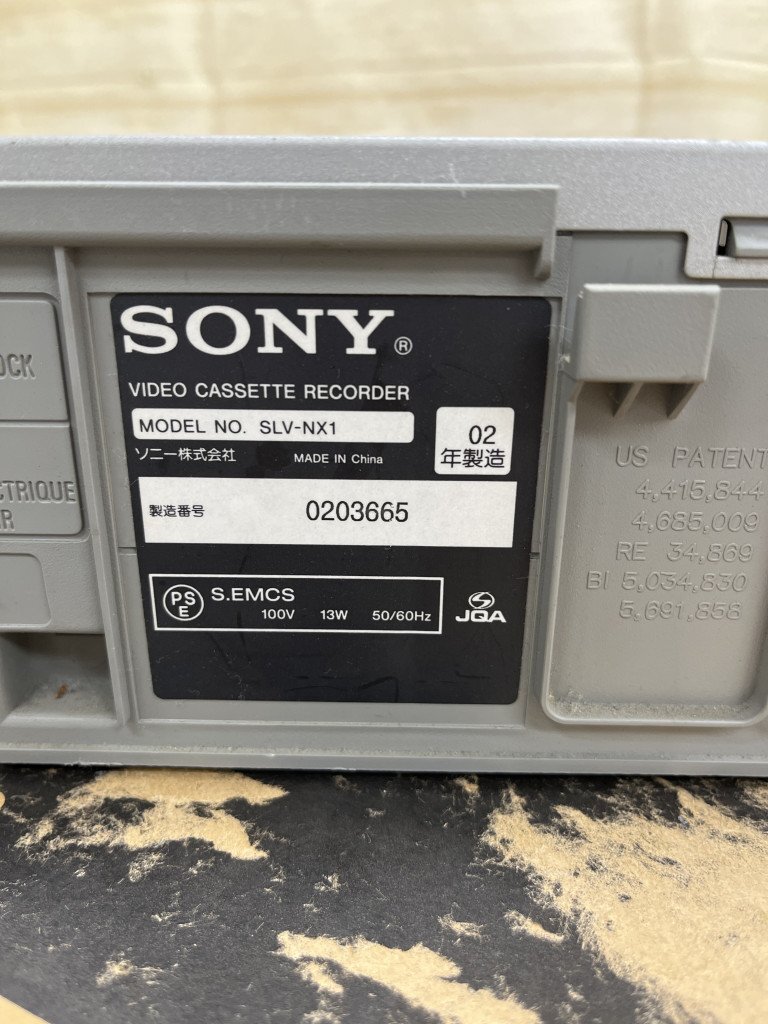 SONY®
VIDEO CASSETTE RECORDER
MODEL NO. SLV-NX1
ソニー株式会社 MADE IN China
02
年製造
製造番号 0203665
PSE S.EMCS
100V 13W 50/60Hz
JQA
US PATENT
4,415,844
4,685,009
RE 34,869
BI 5,034,830
5,691,858
OCK
CTRIQUE
IR